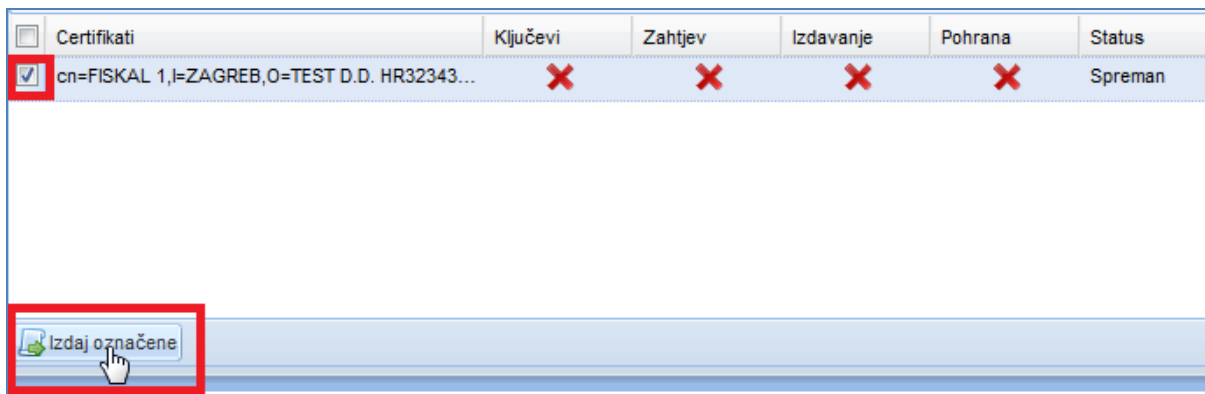 Certifikati Ključevi Zahtjev Izdavanje Pohrana Status
cn=FISKAL 1,l=ZAGREB,O=TEST D.D. HR32343... Spreman
Izdaj označene